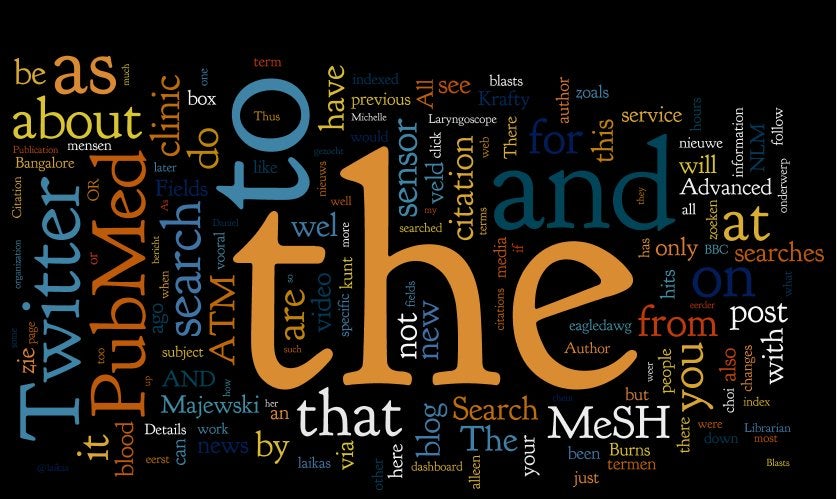 term
be
as
much
about
clinic
one
box
to
have
indexed
previous
Michelle
would
All
see
blasts
Krafty
author
zoals
service
hours
Publication
mensen
Bangalore
later
do
Thus
like
gezocht
nieuws
well
sensor
Laryngoscope
click
veld
my
citation
web
There
for
this
nieuwe
will
Advanced
all
information
NLM
follow
onderwerp
Citation
Twitter
PubMed
OR
or
Fields
As
search
Daniel
vooral
wel
more
the
searched
terms
and
they
zoeken
at
has
only
BBC
searches
organization
ago
bericht
when
ATM
are
so
such
video
kunt
specific
fields
not
new
media
if
citations
hits
on
what
eerder
from
post
with
eagledawg
Author
some
zie
page
too
up
subject
AND
how
Majewski
her
an
that
blog
Search
The
your
MeSH
weer
people
you
there
but
also
choi
changes
index
were
down
Librarian
most
it
blood
Details
work
can
news
by
eerst
@laikas
laikas
via
other
here
dashboard
alleen
chain
been
Burns
termen
just
Blasts